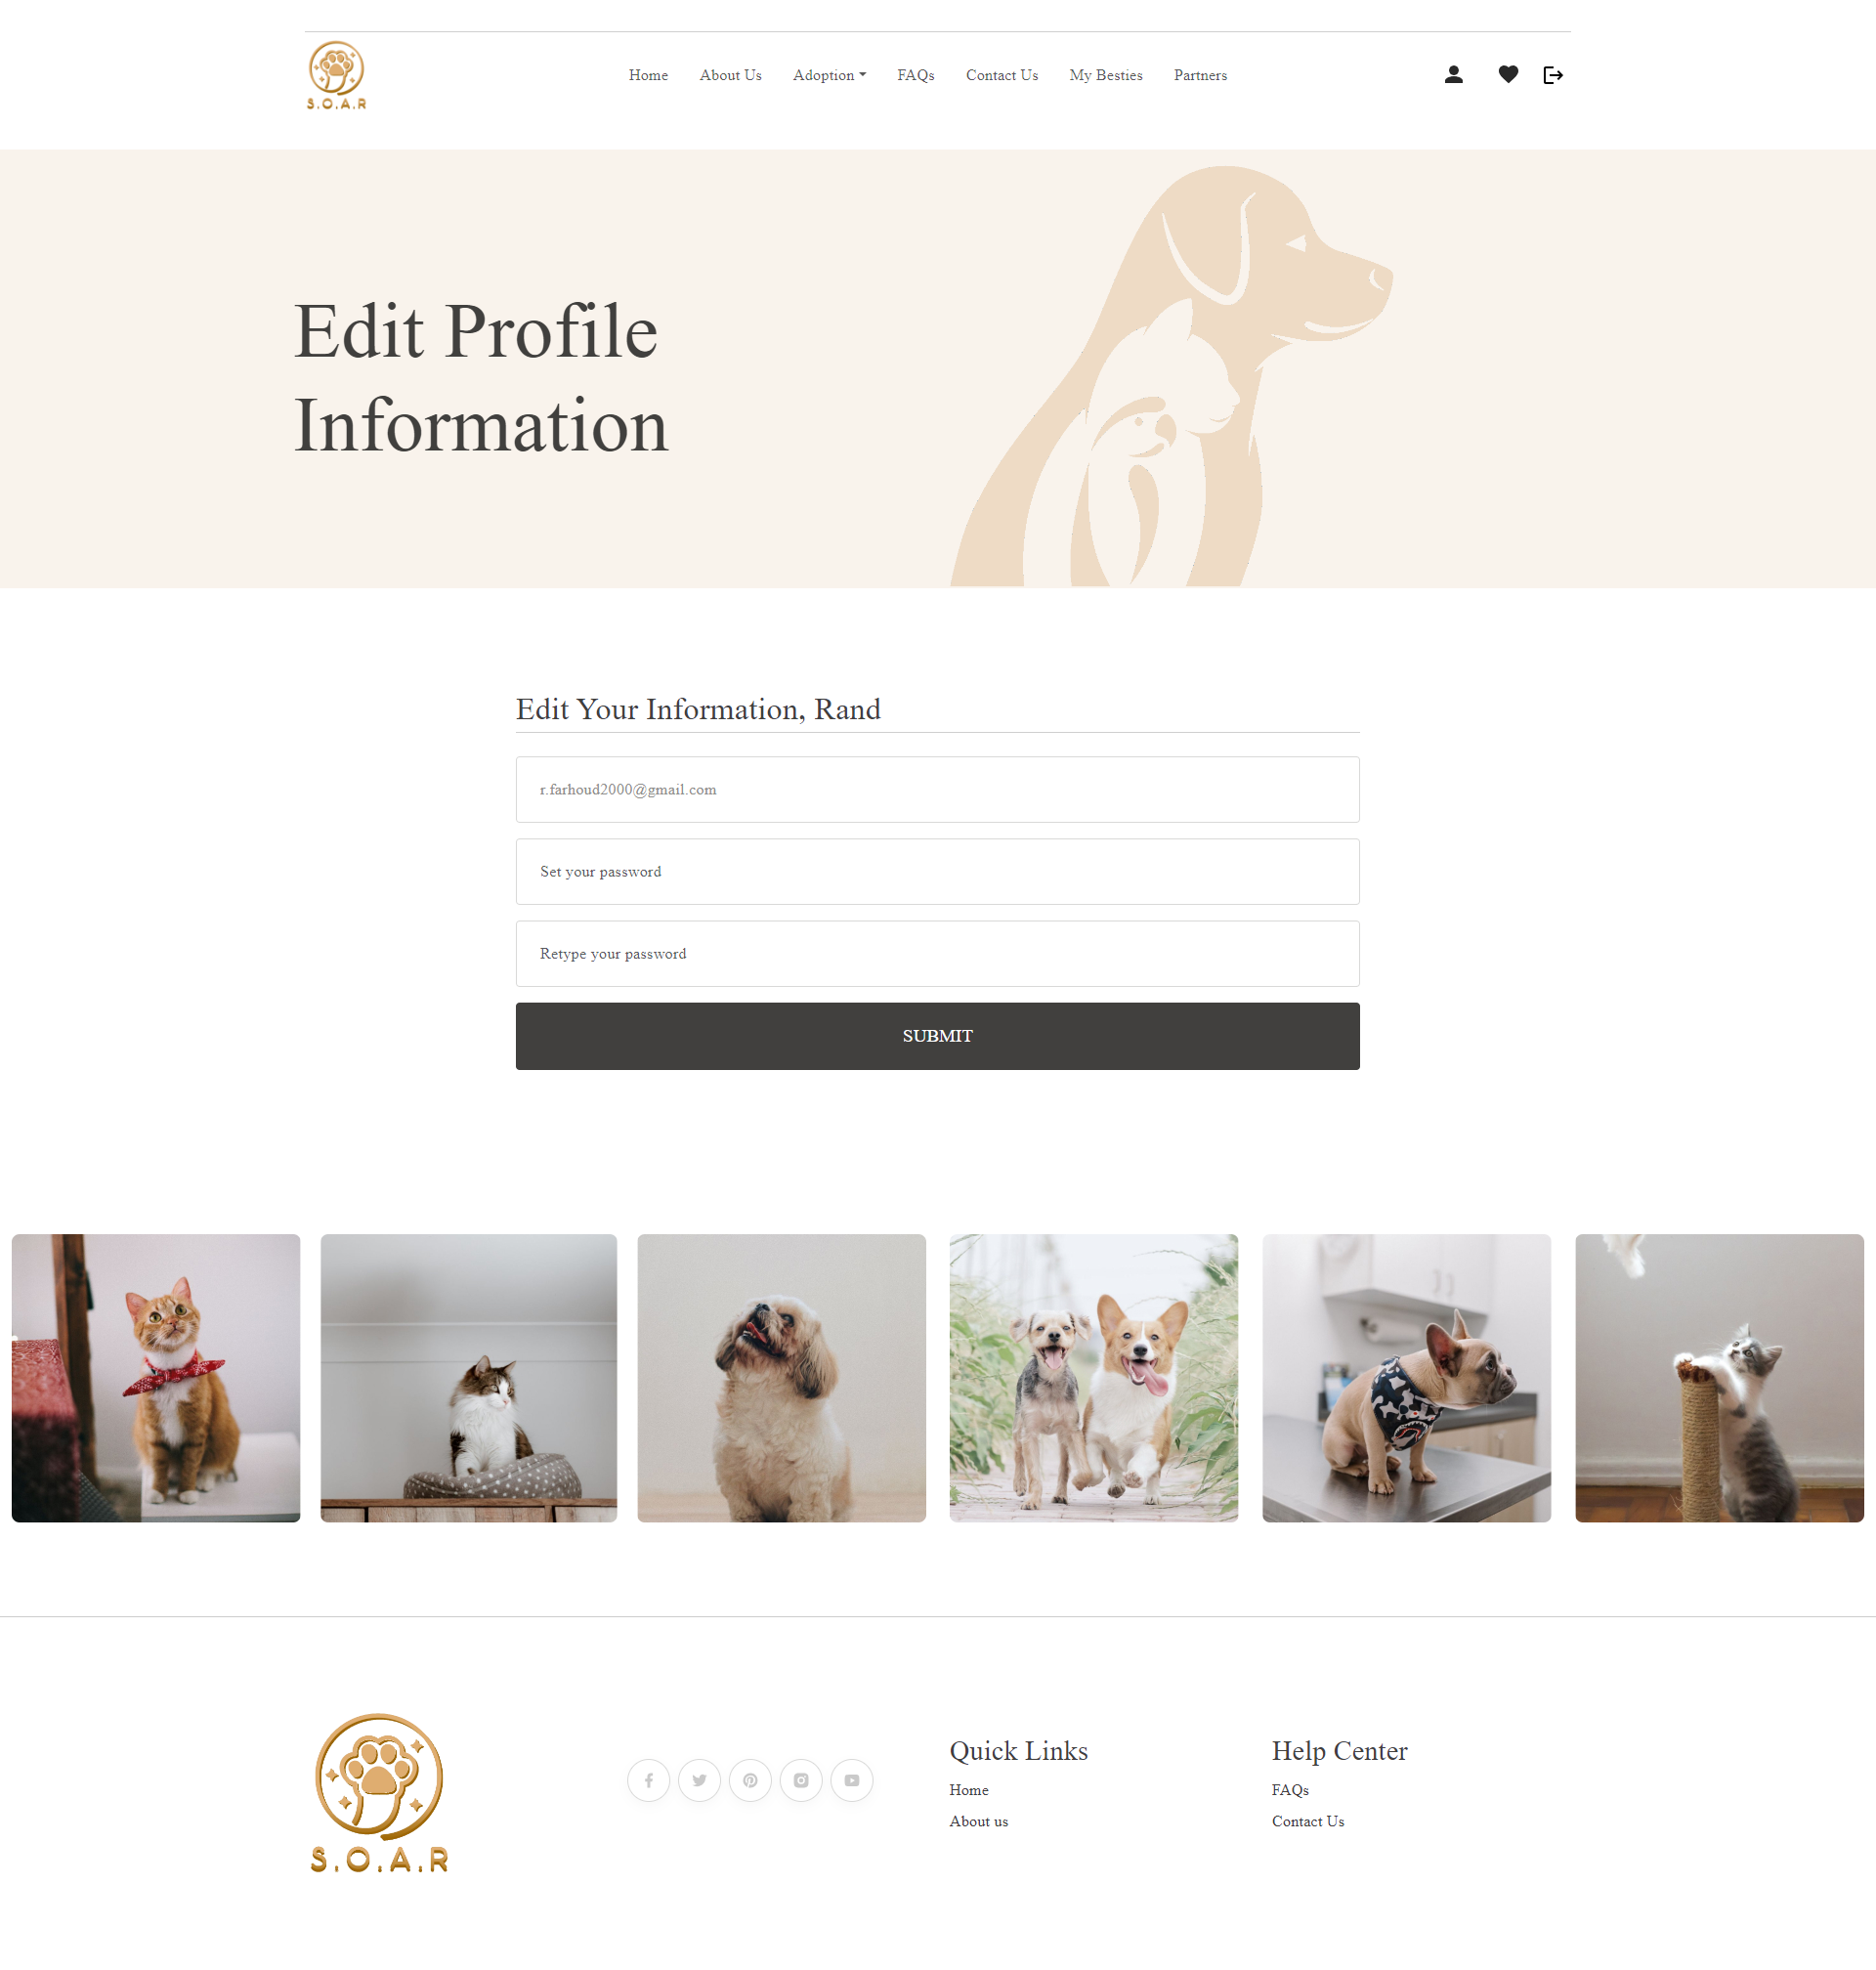 S.O.A.R
Home About Us Adoption FAQs Contact Us My Besties Partners
Edit Profile
Information
Edit Your Information, Rand
r.farhoud2000@gmail.com
Set your password
Retype your password
SUBMIT
S.O.A.R
Quick Links
Home
About us
Help Center
FAQs
Contact Us